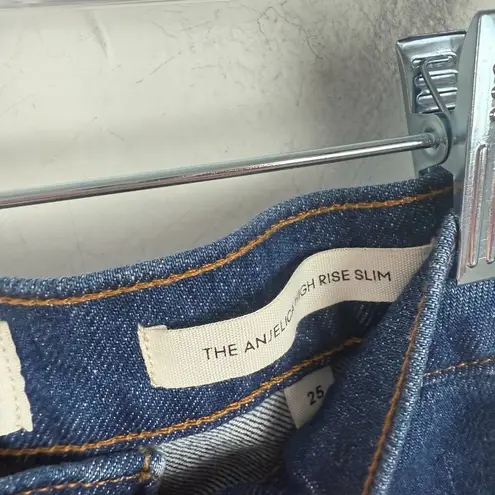 THE ANJELICA HIGH RISE SLIM
25